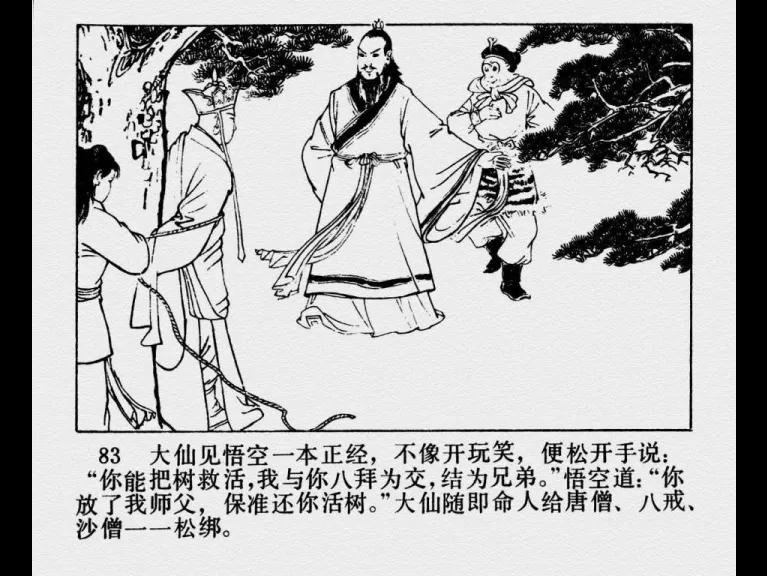 83 大仙见悟空一本正经，不像开玩笑，便松开手说：
“你能把树救活，我与你八拜为交，结为兄弟。”悟空道：“你
放了我师父，保准还你活树。”大仙随即命人给唐僧、八戒、
沙僧一一松绑。